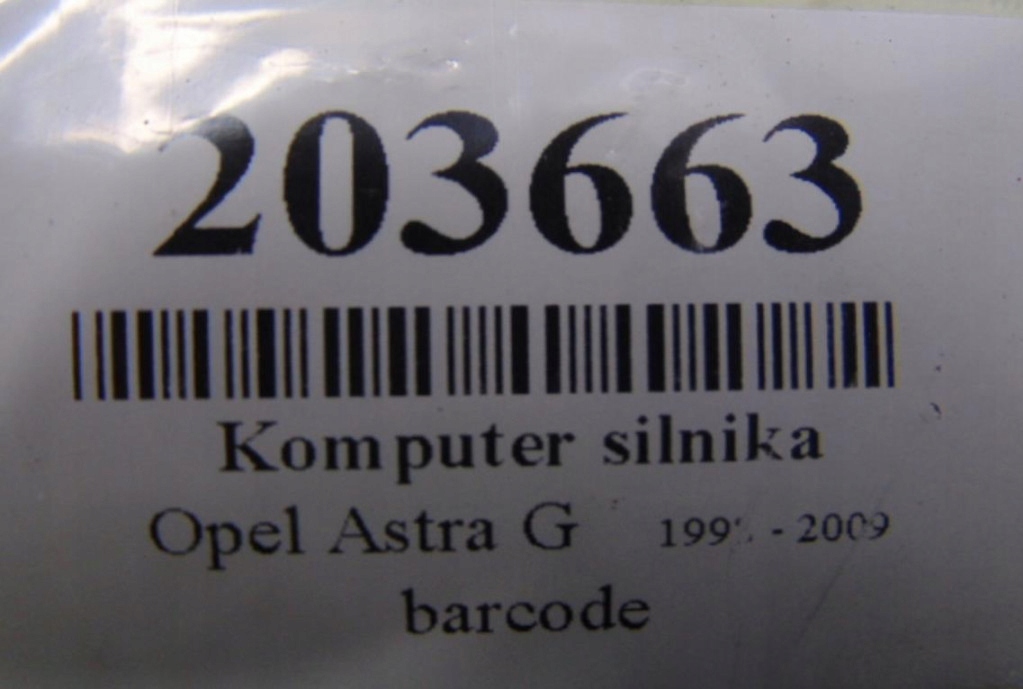 203663
Komputer silnika
Opel Astra G - 2009
barcode